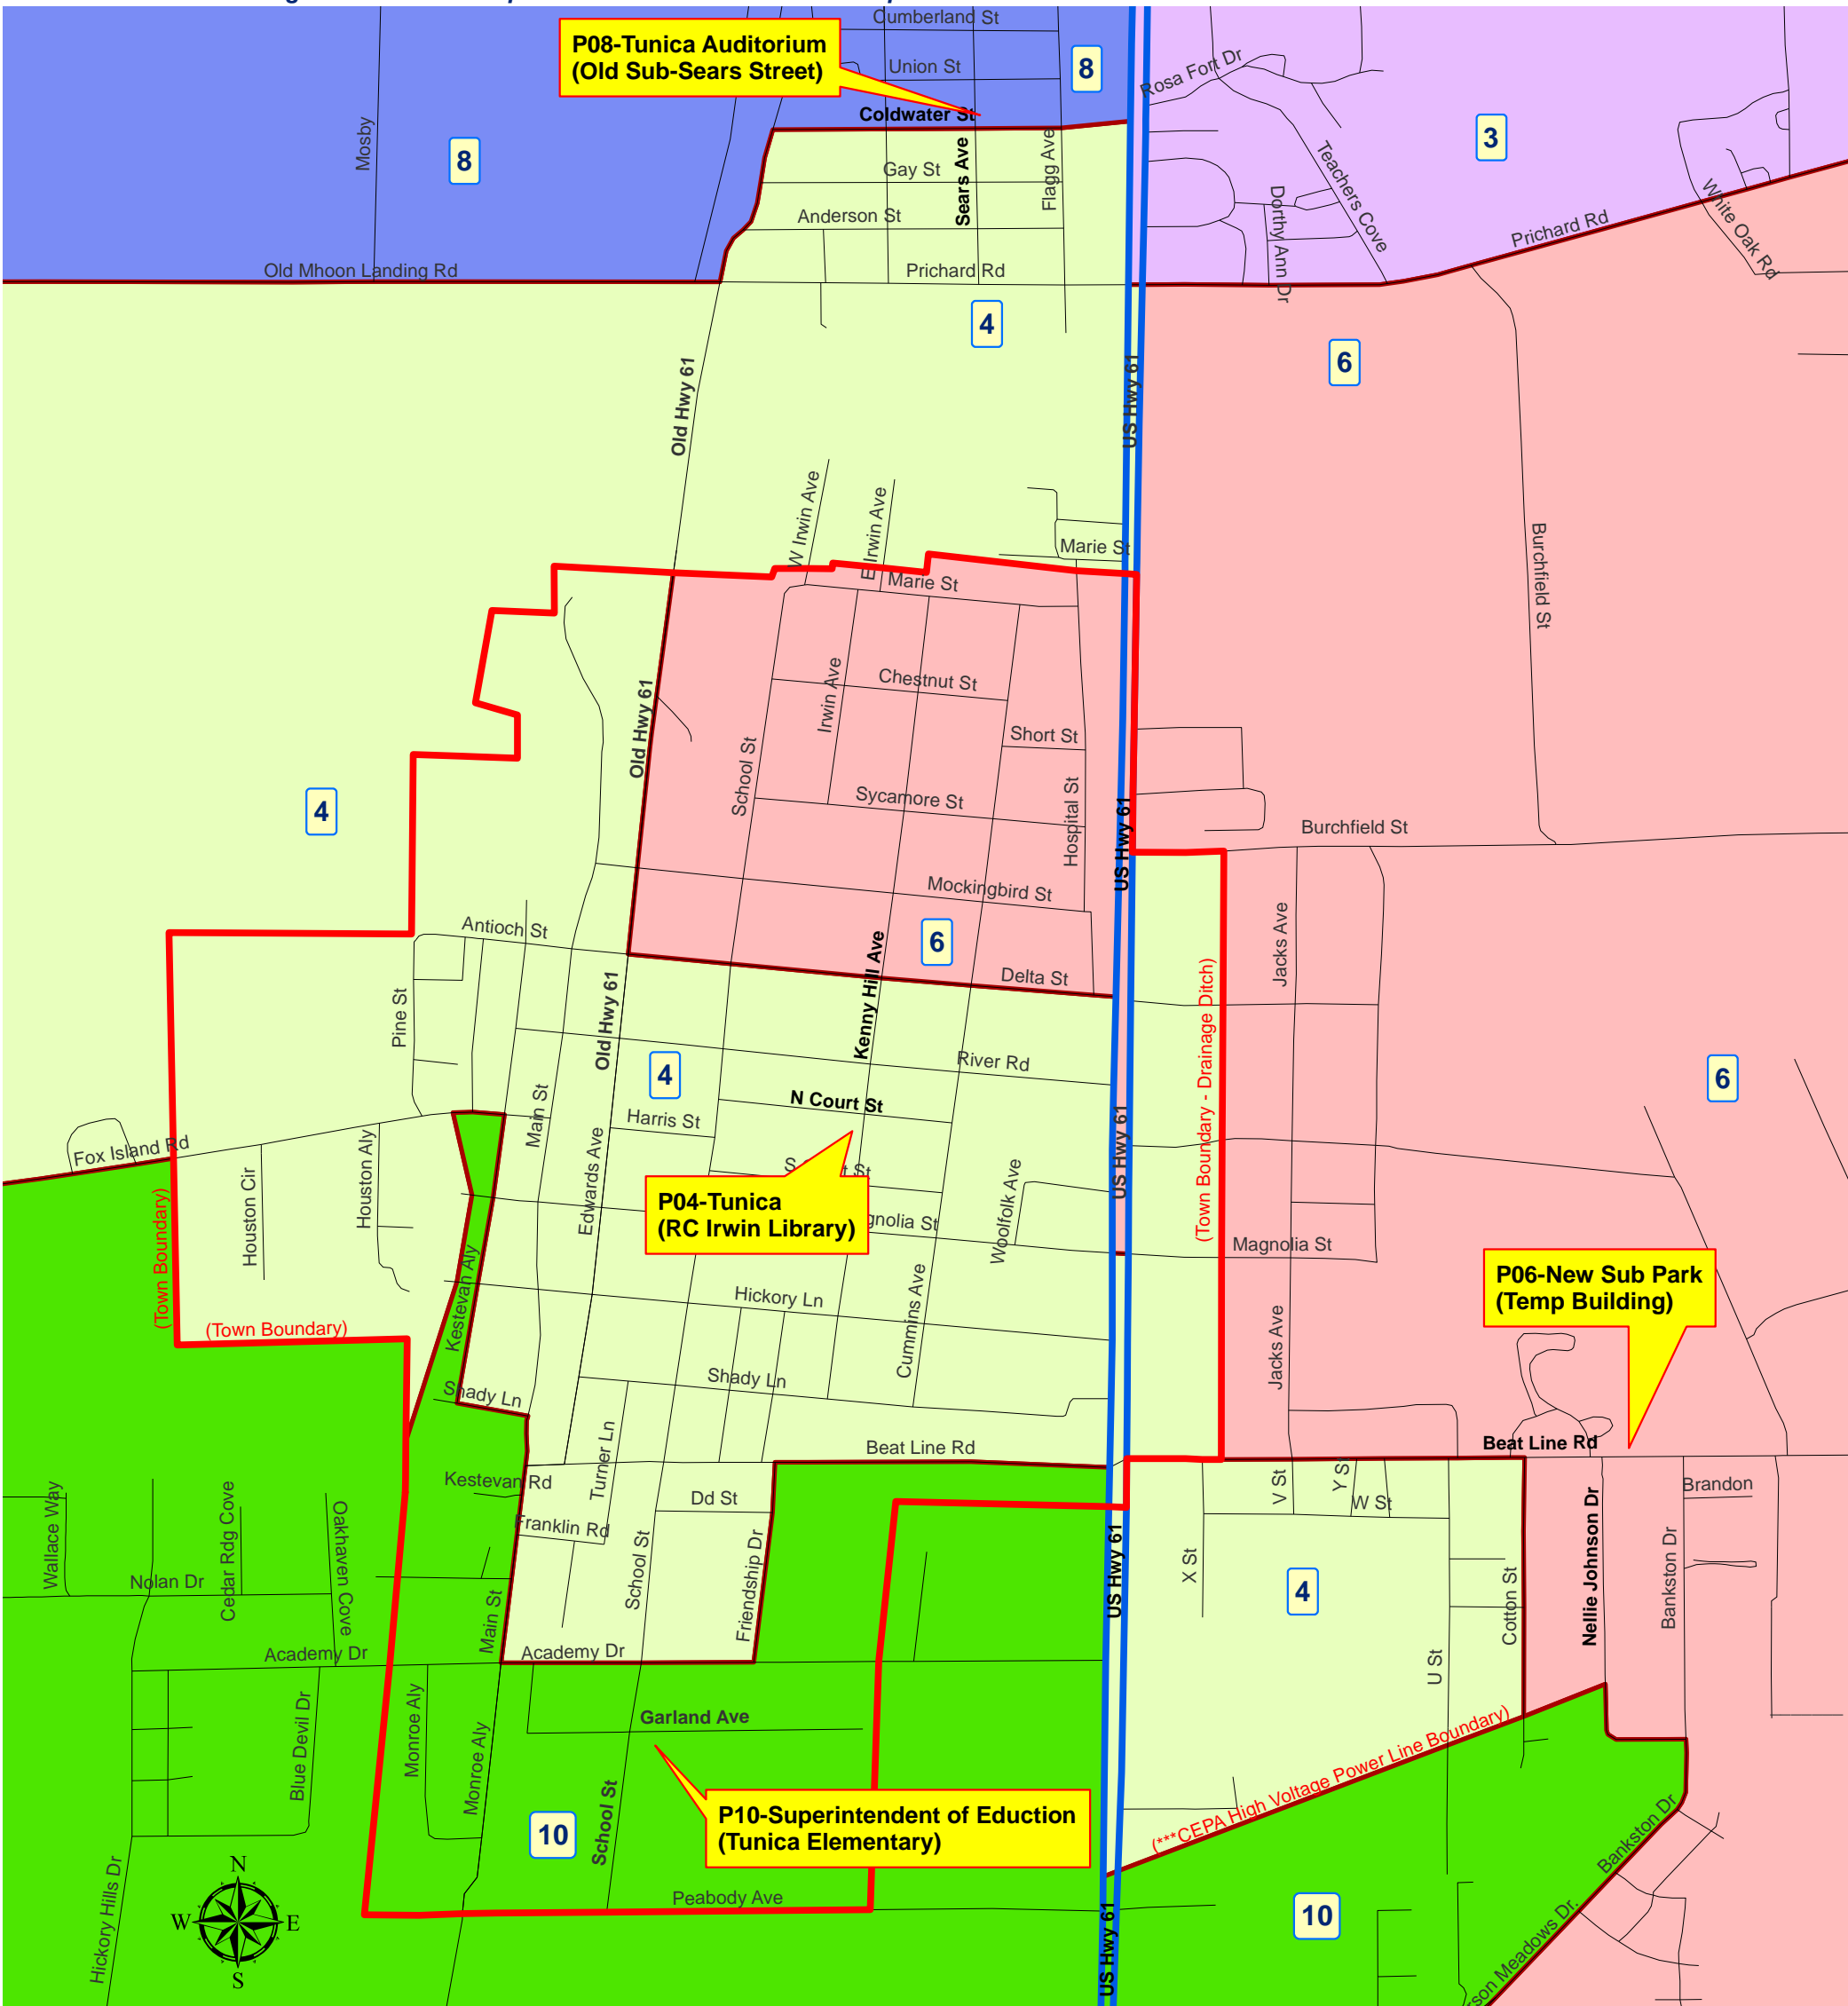 Cumberland St
P08-Tunica Auditorium
(Old Sub-Sears Street)
Union St
8
Rosa Fort Dr
Coldwater St
3
Mosby
8
Gay St
Sears Ave
Flagg Ave
Teachers Cove
Anderson St
Dorthy Ann Dr
White Oak Rd
Prichard Rd
Old Mhoon Landing Rd
Prichard Rd
4
6
Old Hwy 61
US Hwy 61
W Irwin Ave
E Irwin Ave
Marie St
Marie St
Burchfield St
Chestnut St
Irwin Ave
Old Hwy 61
Short St
School St
Sycamore St
Hospital St
4
US Hwy 61
Burchfield St
Mockingbird St
Antioch St
6
Jacks Ave
Delta St
Kenny Hill Ave
Pine St
Old Hwy 61
River Rd
4
6
(Town Boundary - Drainage Ditch)
N Court St
Main St
Harris St
Fox Island Rd
Houston Aly
US Hwy 61
Edwards Ave
Houston Cir
(Town Boundary)
P04-Tunica
(RC Irwin Library)
Woolfolk Ave
Magnolia St
P06-New Sub Park
(Temp Building)
Hickory Ln
Kestevan Aly
(Town Boundary)
Cummins Ave
Jacks Ave
Shady Ln
Shady Ln
Beat Line Rd
Beat Line Rd
Turner Ln
Kestevan Rd
V St
Y St
Brandon
Dd St
W St
Franklin Rd
Wallace Way
Cedar Rdg Cove
Oakhaven Cove
Nellie Johnson Dr
US Hwy 61
X St
Nolan Dr
School St
Friendship Dr
4
Cotton St
Bankston Dr
Main St
Academy Dr
Academy Dr
U St
Garland Ave
Monroe Aly
Blue Devil Dr
Monroe Aly
(***CEPA High Voltage Power Line Boundary)
P10-Superintendent of Eduction
(Tunica Elementary)
10
School St
Bankston Dr
N
W
E
S
Peabody Ave
Hickory Hills Dr
10
US Hwy 61
son Meadows Dr.